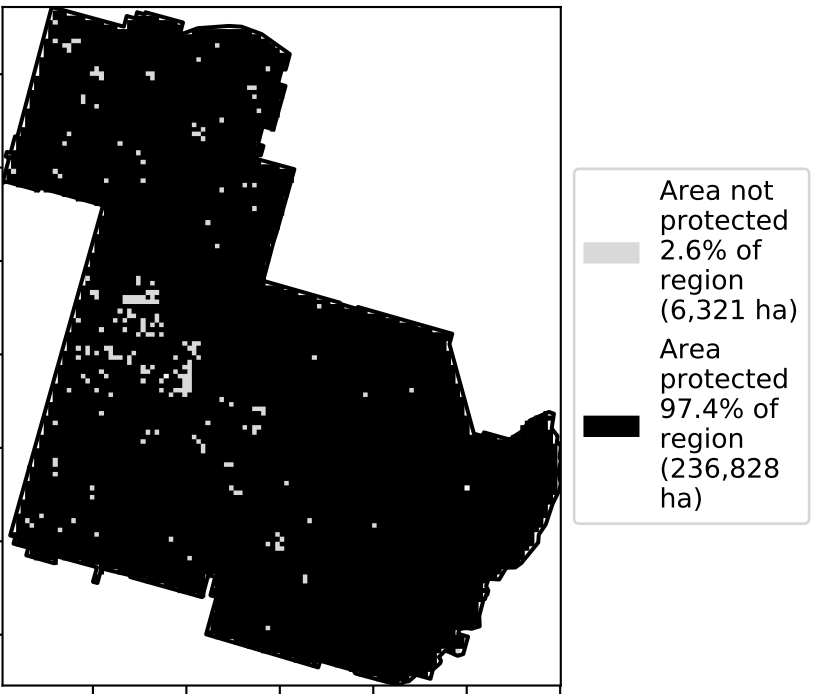 Area not
protected
2.6% of
region
(6,321 ha)
Area
protected
97.4% of
region
(236,828
ha)